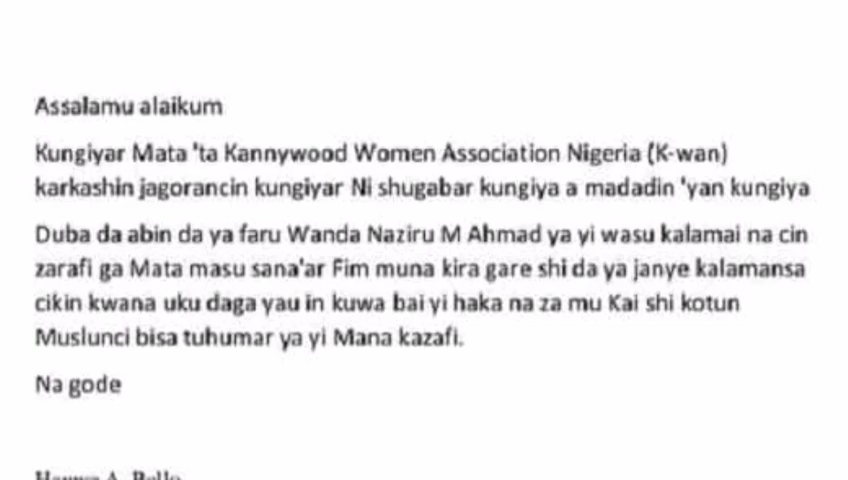 Assalamu alaikum
Kungiyar Mata 'ta Kannywood Women Association Nigeria (K-wan)
karkashin jagorancin kungiyar Ni shugabar kungiya a madadin 'yan kungiya
Duba da abin da ya faru Wanda Naziru M Ahmad ya yi wasu kalamai na cin
zarafi ga Mata masu sana'ar Fim muna kira gare shi da ya janye kalamansa
cikin kwana uku daga yau in kuwa bai yi haka na za mu Kai shi kotun
Muslunci bisa tuhumar ya yi Mana kazafi.
Na gode